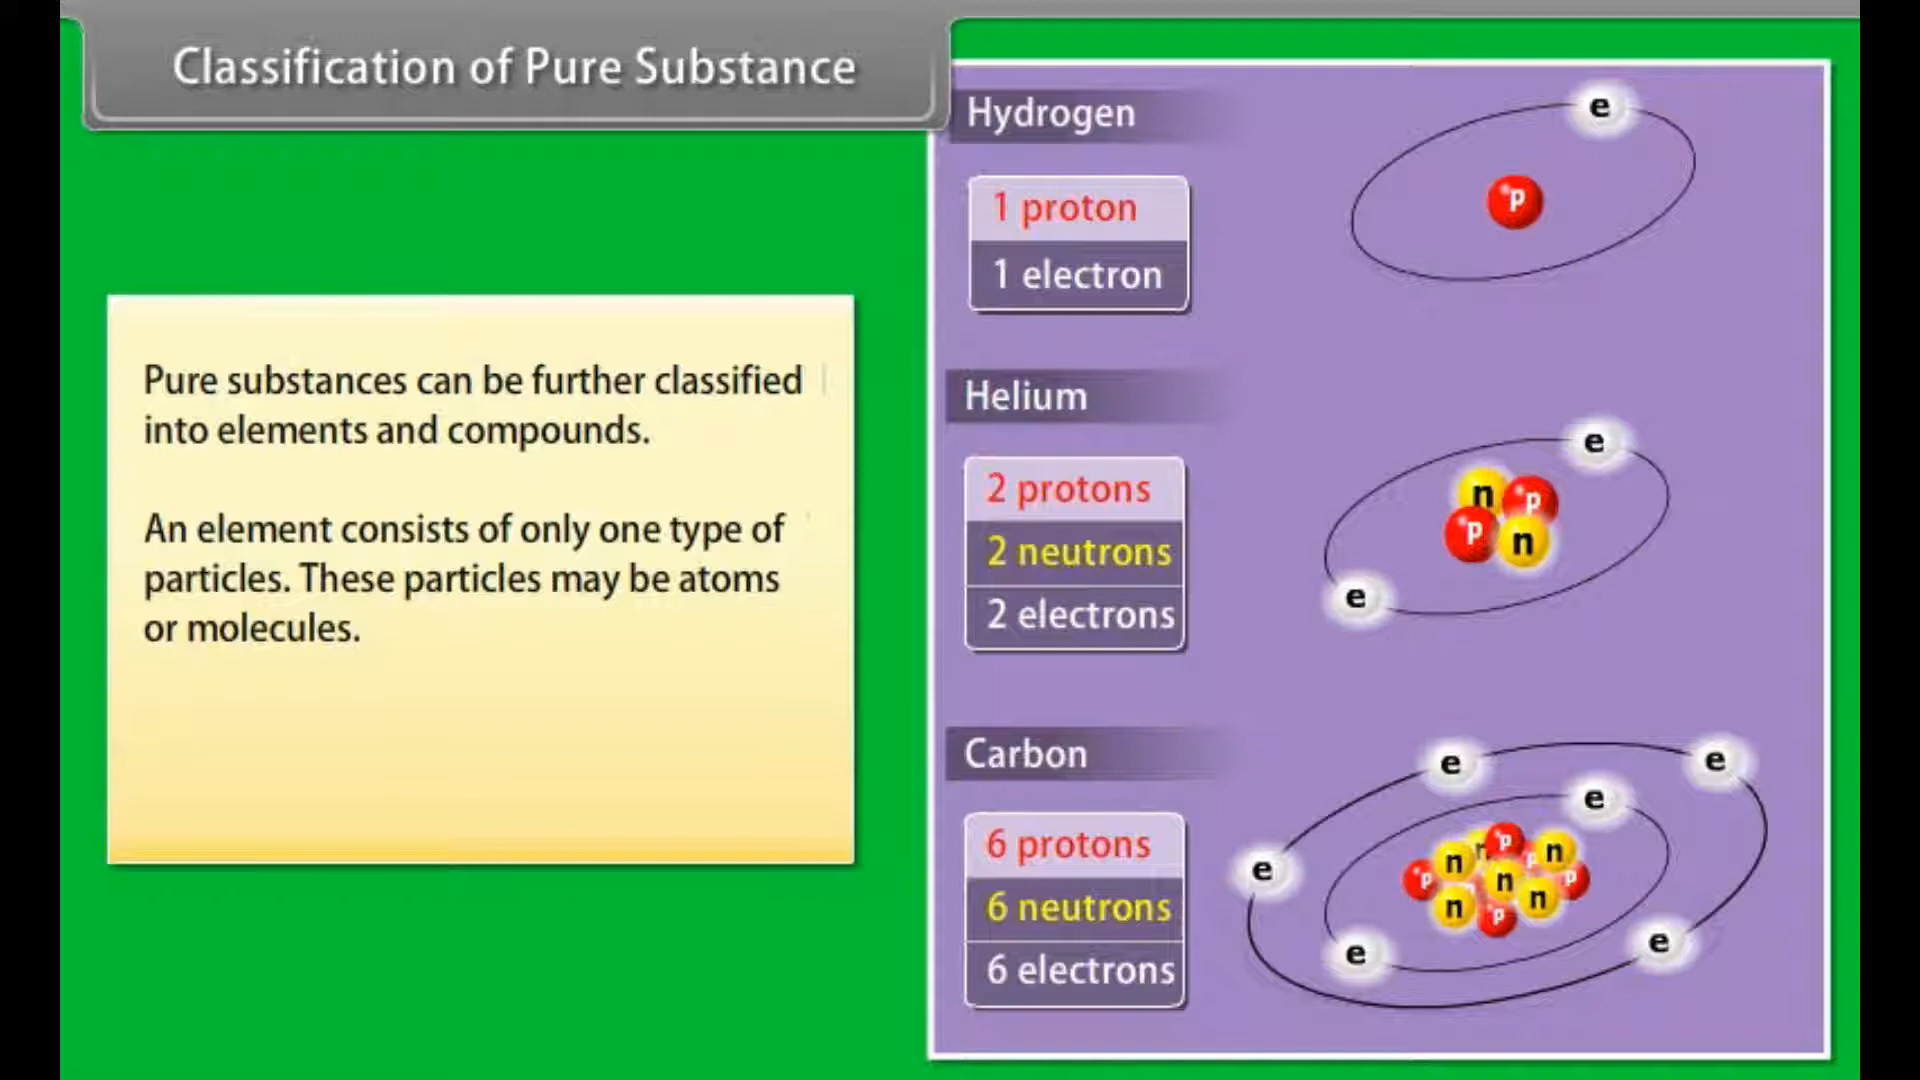 Classification of Pure Substance
Pure substances can be further classified
into elements and compounds.
An element consists of only one type of
particles. These particles may be atoms
or molecules.
Hydrogen
1 proton
1 electron
e
p
Helium
2 protons
2 neutrons
2 electrons
e
n
p
p
n
e
Carbon
6 protons
6 neutrons
6 electrons
e
e
e
p
n
n
n
p
e
p
n
p
n
n
p
e
e